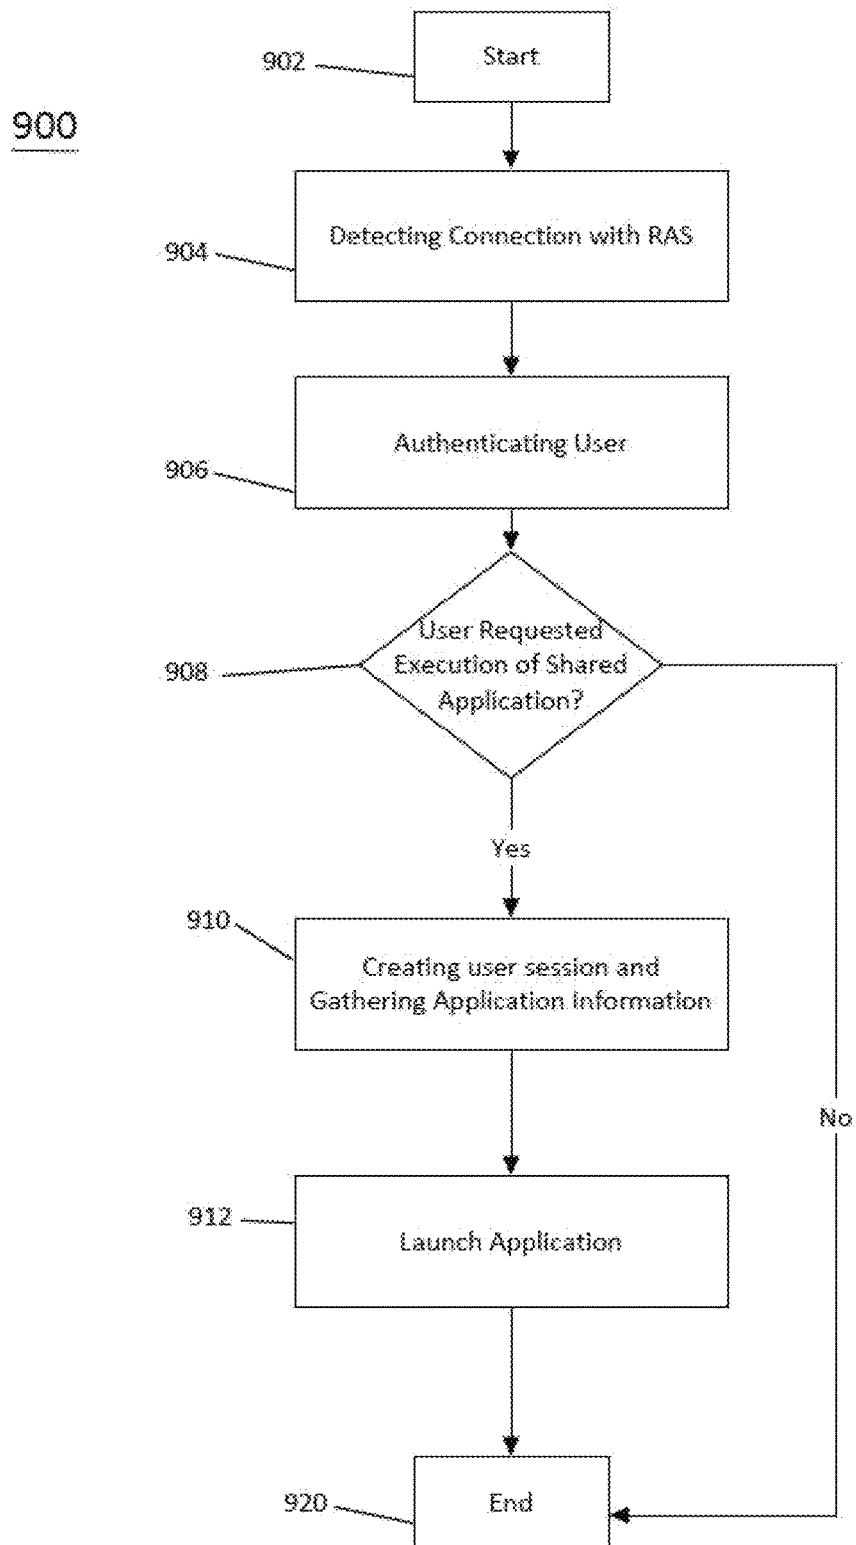 902
Start
900
904
Detecting Connection with RAS
906
Authenticating User
908
User Requested
Execution of Shared
Application?
Yes
910
Creating user session and
Gathering Application Information
No
912
Launch Application
920
End